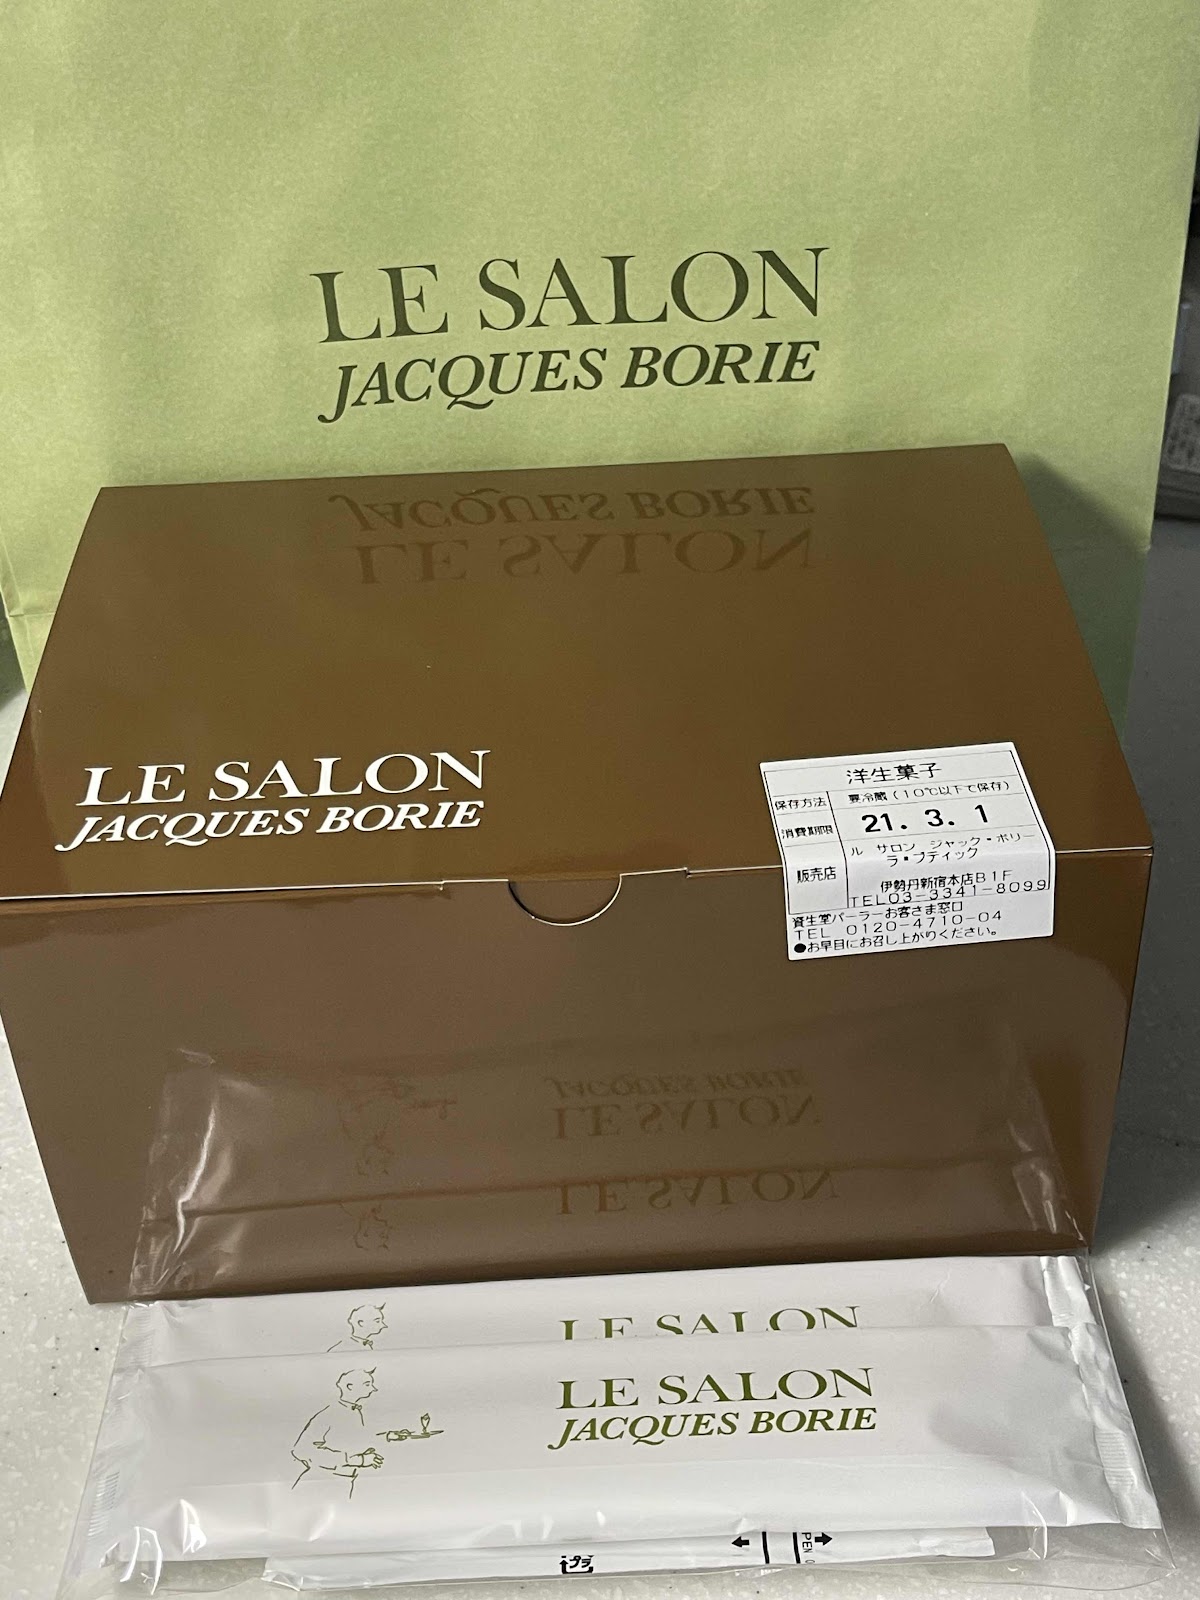 LE SALON
JACQUES BORIE
LE SALON
JACQUES BORIE
洋生菓子
保存方法 要冷蔵(10℃以下で保存)
消費期限 21. 3. 1
販売店 ル サロン ジャック・ボリー
ラ・ブティック
伊勢丹新宿本店B1F
TEL03-3341-8099
資生堂パーラーお客さま窓口
TEL 0120-4710-04
●お早目にお召し上がりください。
LE SALON
LE SALON
JACQUES BORIE
プラ